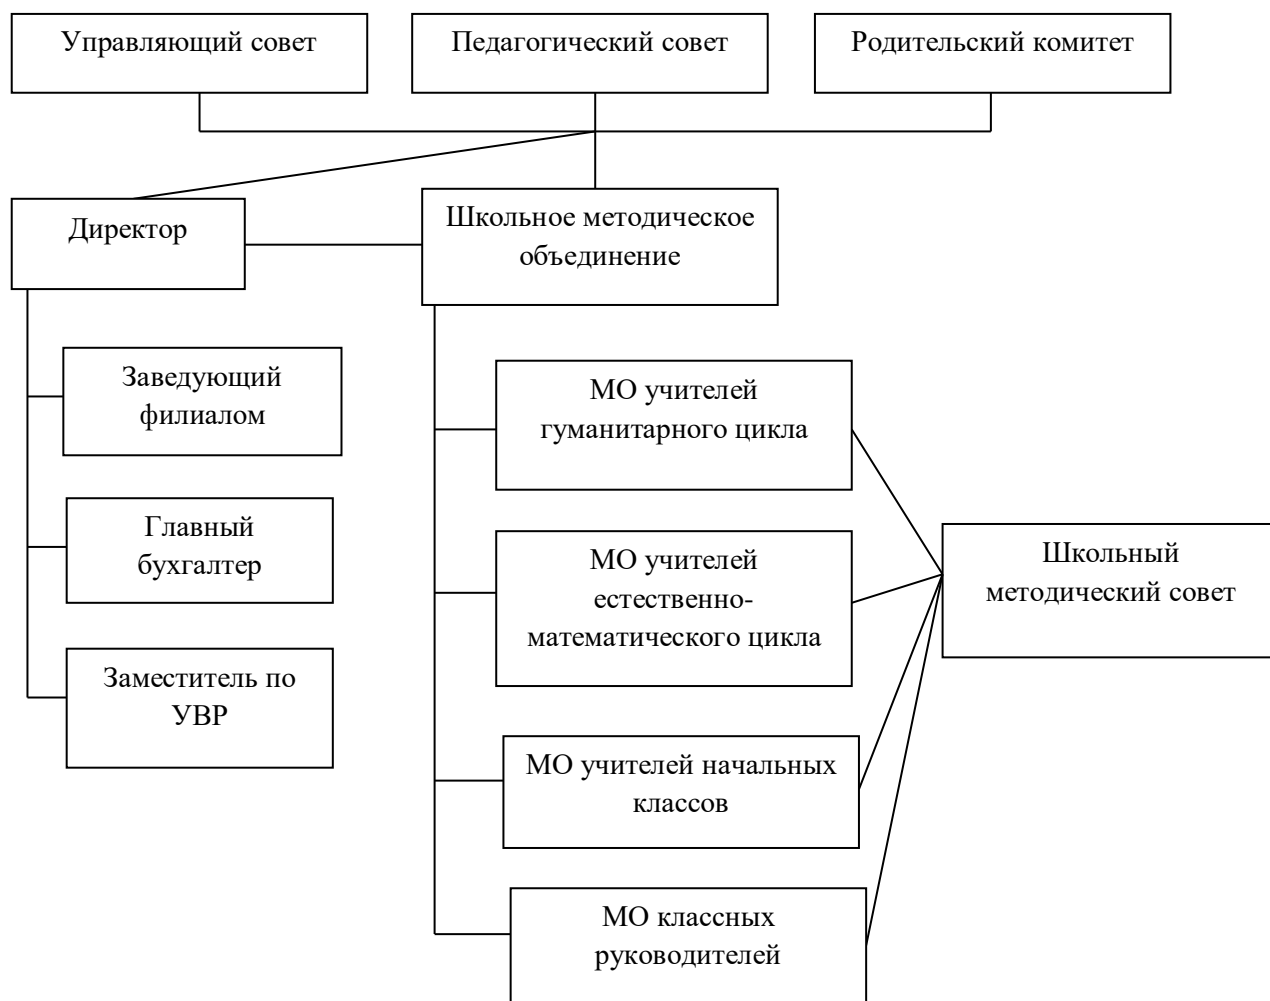 Управляющий совет
Педагогический совет
Родительский комитет
Директор
Школьное методическое
объединение
Заведующий
филиалом
Главный
бухгалтер
Заместитель по
УВР
МО учителей
гуманитарного цикла
МО учителей
естественно-
математического цикла
МО учителей начальных
классов
МО классных
руководителей
Школьный
методический совет